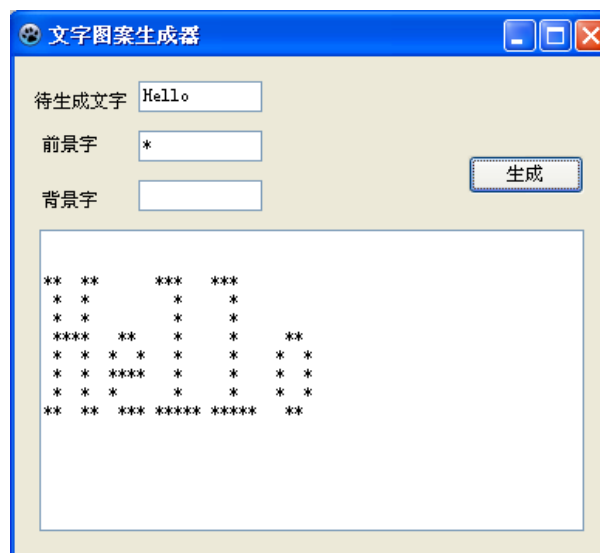 文字图案生成器
待生成文字 Hello
前景字 *
生成
背景字
**  **      ***   ***
 *  *         *     *
 *  *         *     *
 ****   **    *     *     **
 *  *  *  *   *     *    *  *
 *  *  ****   *     *    *  *
 *  *  *      *     *    *  *
**  **  *** ***** *****   **